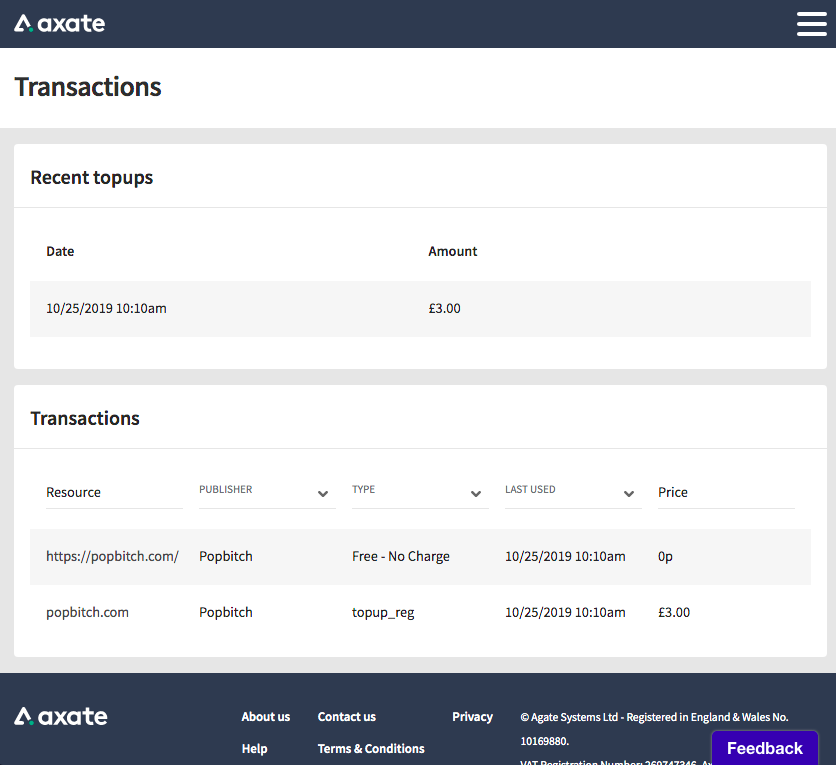 axate
Transactions
Recent topups
Date Amount
10/25/2019 10:10am £3.00
Transactions
Resource PUBLISHER TYPE LAST USED Price
https://popbitch.com/ Popbitch Free - No Charge 10/25/2019 10:10am 0p
popbitch.com Popbitch topup_reg 10/25/2019 10:10am £3.00
axate
About us Contact us Privacy © Agate Systems Ltd - Registered in England & Wales No.
10169880.
Help Terms & Conditions
Feedback
VAT Registration Number: 269747346.